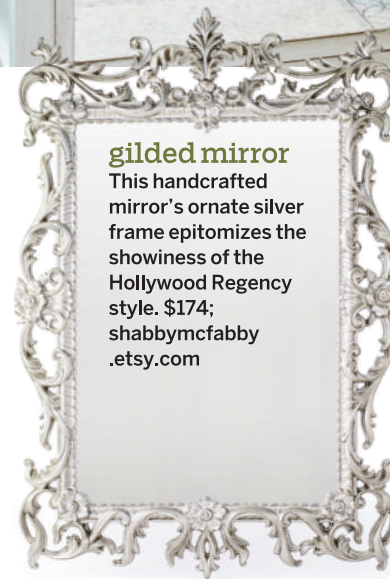 gilded mirror
This handcrafted
mirror’s ornate silver
frame epitomizes the
showiness of the
Hollywood Regency
style. $174;
shabbymcfabby
.etsy.com